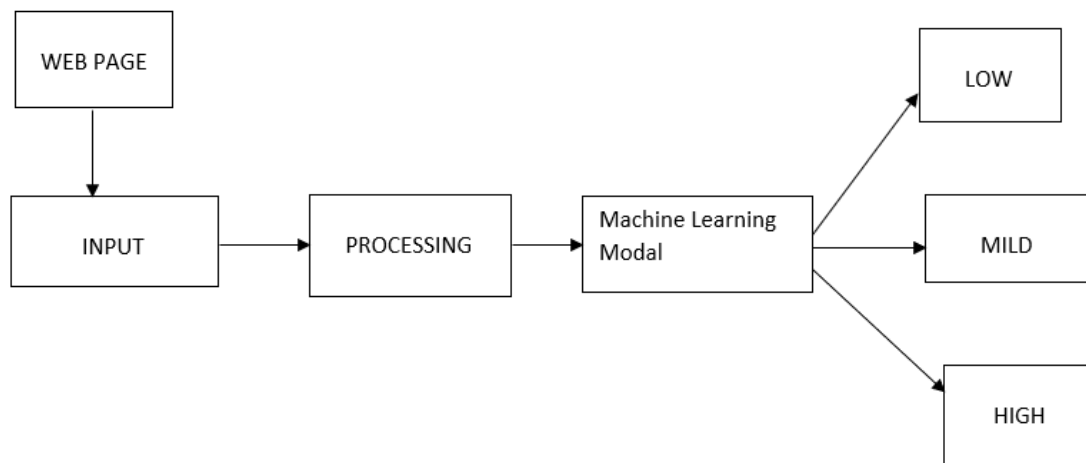 WEB PAGE
LOW
INPUT
PROCESSING
Machine Learning
Modal
MILD
HIGH